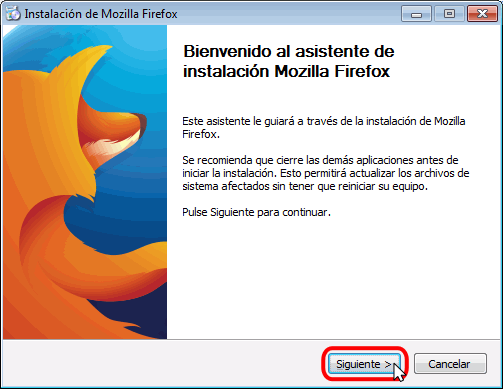 Instalación de Mozilla Firefox
Bienvenido al asistente de
instalación Mozilla Firefox
Este asistente le guiará a través de la instalación de Mozilla
Firefox.
Se recomienda que cierre las demás aplicaciones antes de
iniciar la instalación. Esto permitirá actualizar los archivos de
sistema afectados sin tener que reiniciar su equipo.
Pulse Siguiente para continuar.
Siguiente >
Cancelar